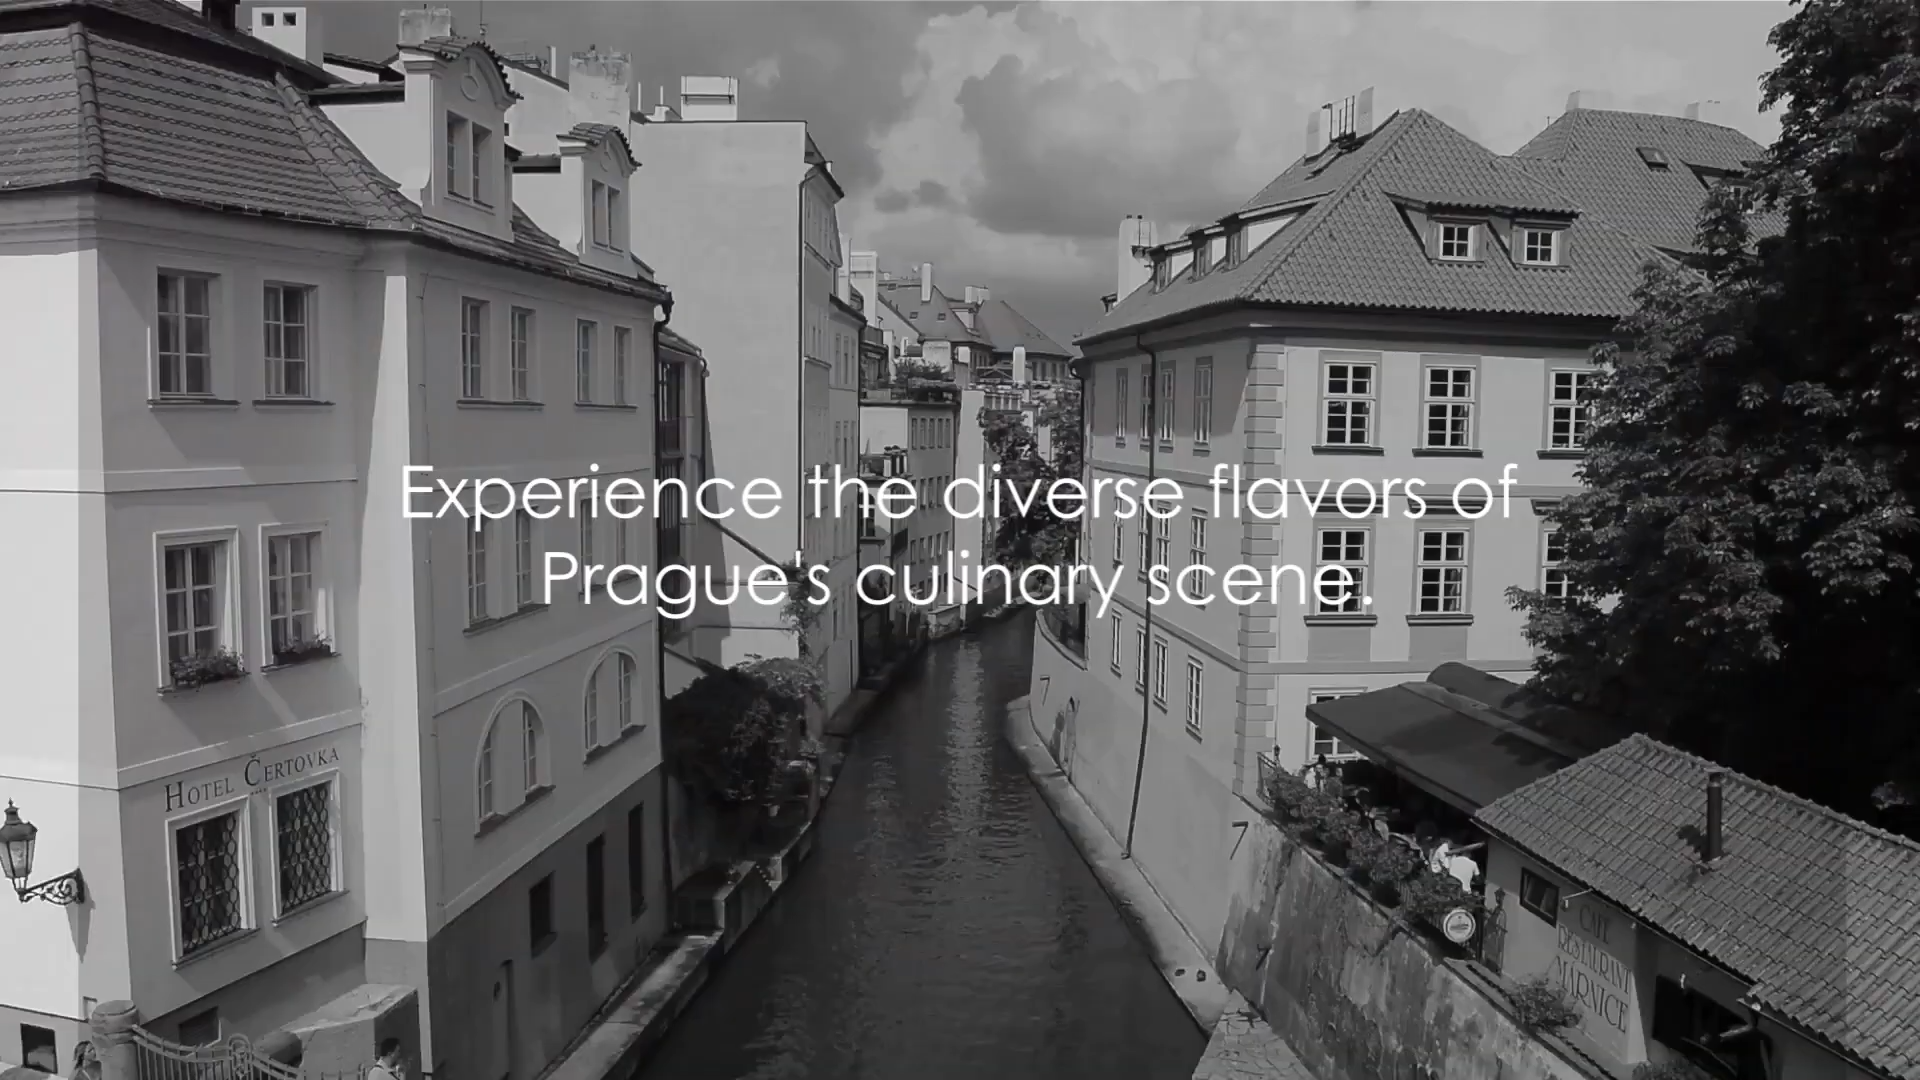 Experience the diverse flavors of
Prague's culinary scene.
HOTEL ČERTOVKA
CAFE
RESTAURANT
MARNICE